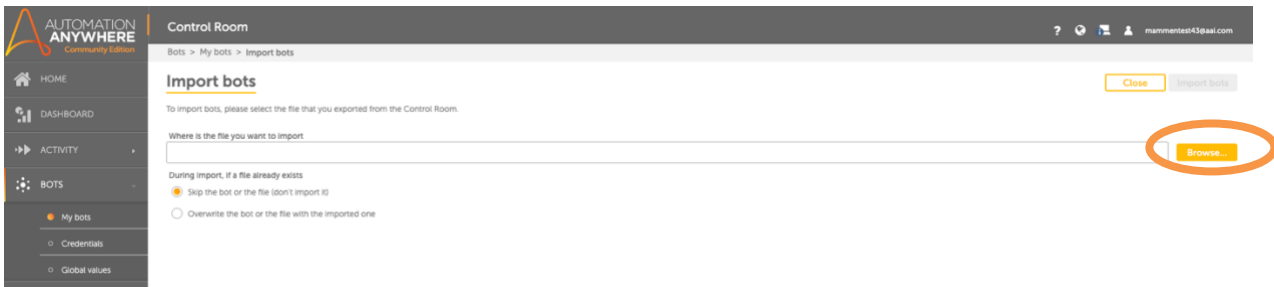 AUTOMATION
ANYWHERE
Community Edition
Control Room
? mammentest43@aai.com
Bots > My bots > Import bots
HOME
DASHBOARD
ACTIVITY
BOTS
My bots
Credentials
Global values
Import bots
Close
Import bots
To import bots, please select the file that you exported from the Control Room.
Where is the file you want to import
Browse...
During import, if a file already exists
Skip the bot or the file (don't import it)
Overwrite the bot or the file with the imported one